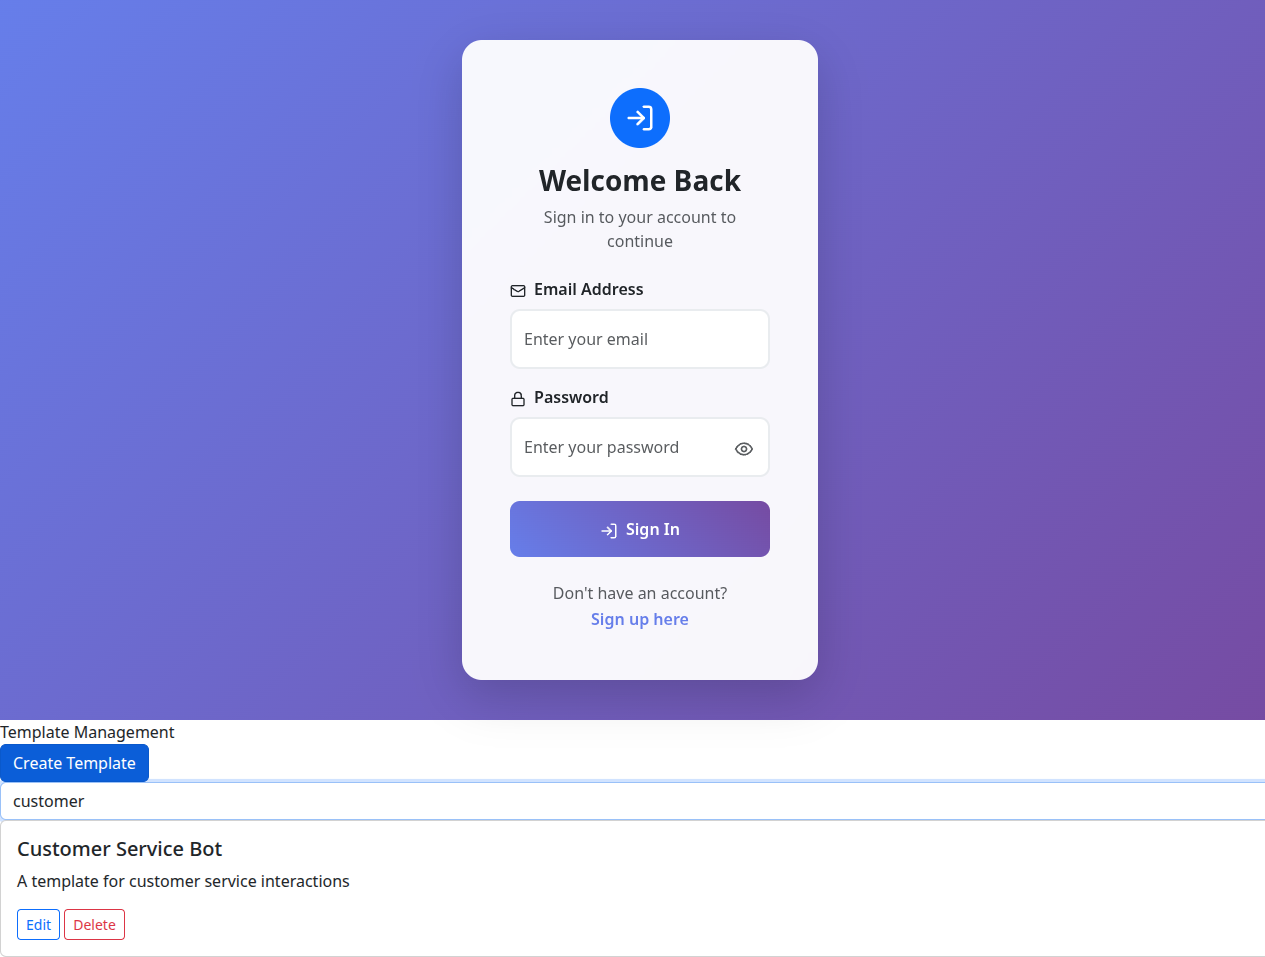 Welcome Back
Sign in to your account to
continue
Email Address
Enter your email
Password
Enter your password
Sign In
Don't have an account?
Sign up here
Template Management
Create Template
customer
Customer Service Bot
A template for customer service interactions
Edit Delete